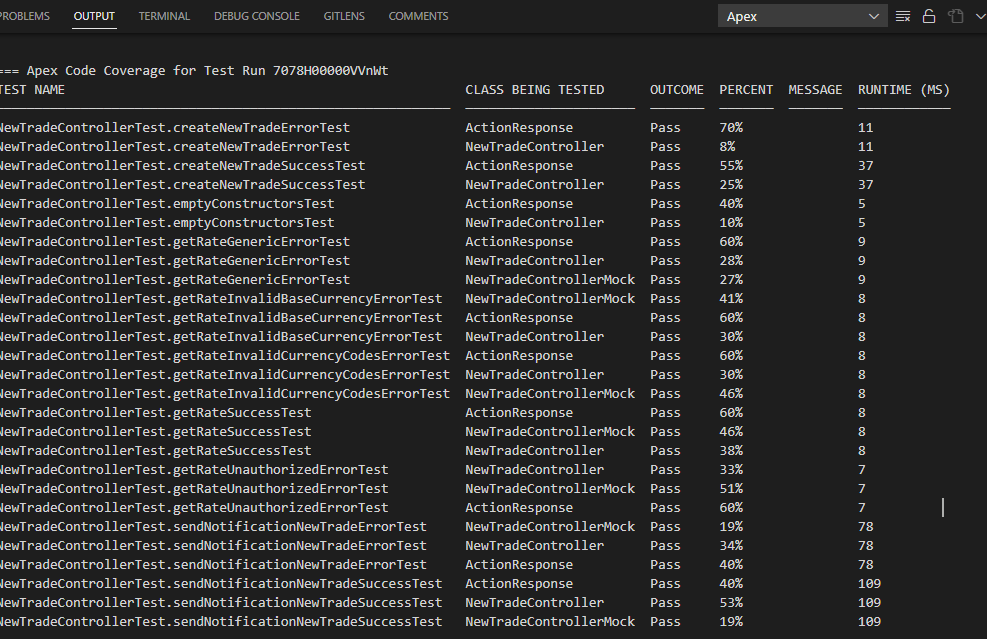 PROBLEMS OUTPUT TERMINAL DEBUG CONSOLE GITLENS COMMENTS Apex
=== Apex Code Coverage for Test Run 7078H00000VVnWt
TEST NAME CLASS BEING TESTED OUTCOME PERCENT MESSAGE RUNTIME (MS)
NewTradeControllerTest.createNewTradeErrorTest ActionResponse Pass 70% 11
NewTradeControllerTest.createNewTradeErrorTest NewTradeController Pass 8% 11
NewTradeControllerTest.createNewTradeSuccessTest ActionResponse Pass 55% 37
NewTradeControllerTest.createNewTradeSuccessTest NewTradeController Pass 25% 37
NewTradeControllerTest.emptyConstructorsTest ActionResponse Pass 40% 5
NewTradeControllerTest.emptyConstructorsTest NewTradeController Pass 10% 5
NewTradeControllerTest.getRateGenericErrorTest ActionResponse Pass 60% 9
NewTradeControllerTest.getRateGenericErrorTest NewTradeController Pass 28% 9
NewTradeControllerTest.getRateGenericErrorTest NewTradeControllerMock Pass 27% 9
NewTradeControllerTest.getRateInvalidBaseCurrencyErrorTest NewTradeControllerMock Pass 41% 8
NewTradeControllerTest.getRateInvalidBaseCurrencyErrorTest ActionResponse Pass 60% 8
NewTradeControllerTest.getRateInvalidBaseCurrencyErrorTest NewTradeController Pass 30% 8
NewTradeControllerTest.getRateInvalidCurrencyCodesErrorTest ActionResponse Pass 60% 8
NewTradeControllerTest.getRateInvalidCurrencyCodesErrorTest NewTradeController Pass 30% 8
NewTradeControllerTest.getRateInvalidCurrencyCodesErrorTest NewTradeControllerMock Pass 46% 8
NewTradeControllerTest.getRateSuccessTest ActionResponse Pass 60% 8
NewTradeControllerTest.getRateSuccessTest NewTradeControllerMock Pass 46% 8
NewTradeControllerTest.getRateSuccessTest NewTradeController Pass 38% 8
NewTradeControllerTest.getRateUnauthorizedErrorTest NewTradeController Pass 33% 7
NewTradeControllerTest.getRateUnauthorizedErrorTest NewTradeControllerMock Pass 51% 7
NewTradeControllerTest.getRateUnauthorizedErrorTest ActionResponse Pass 60% 7
NewTradeControllerTest.sendNotificationNewTradeErrorTest NewTradeControllerMock Pass 19% 78
NewTradeControllerTest.sendNotificationNewTradeErrorTest NewTradeController Pass 34% 78
NewTradeControllerTest.sendNotificationNewTradeErrorTest ActionResponse Pass 40% 78
NewTradeControllerTest.sendNotificationNewTradeSuccessTest ActionResponse Pass 40% 109
NewTradeControllerTest.sendNotificationNewTradeSuccessTest NewTradeController Pass 53% 109
NewTradeControllerTest.sendNotificationNewTradeSuccessTest NewTradeControllerMock Pass 19% 109